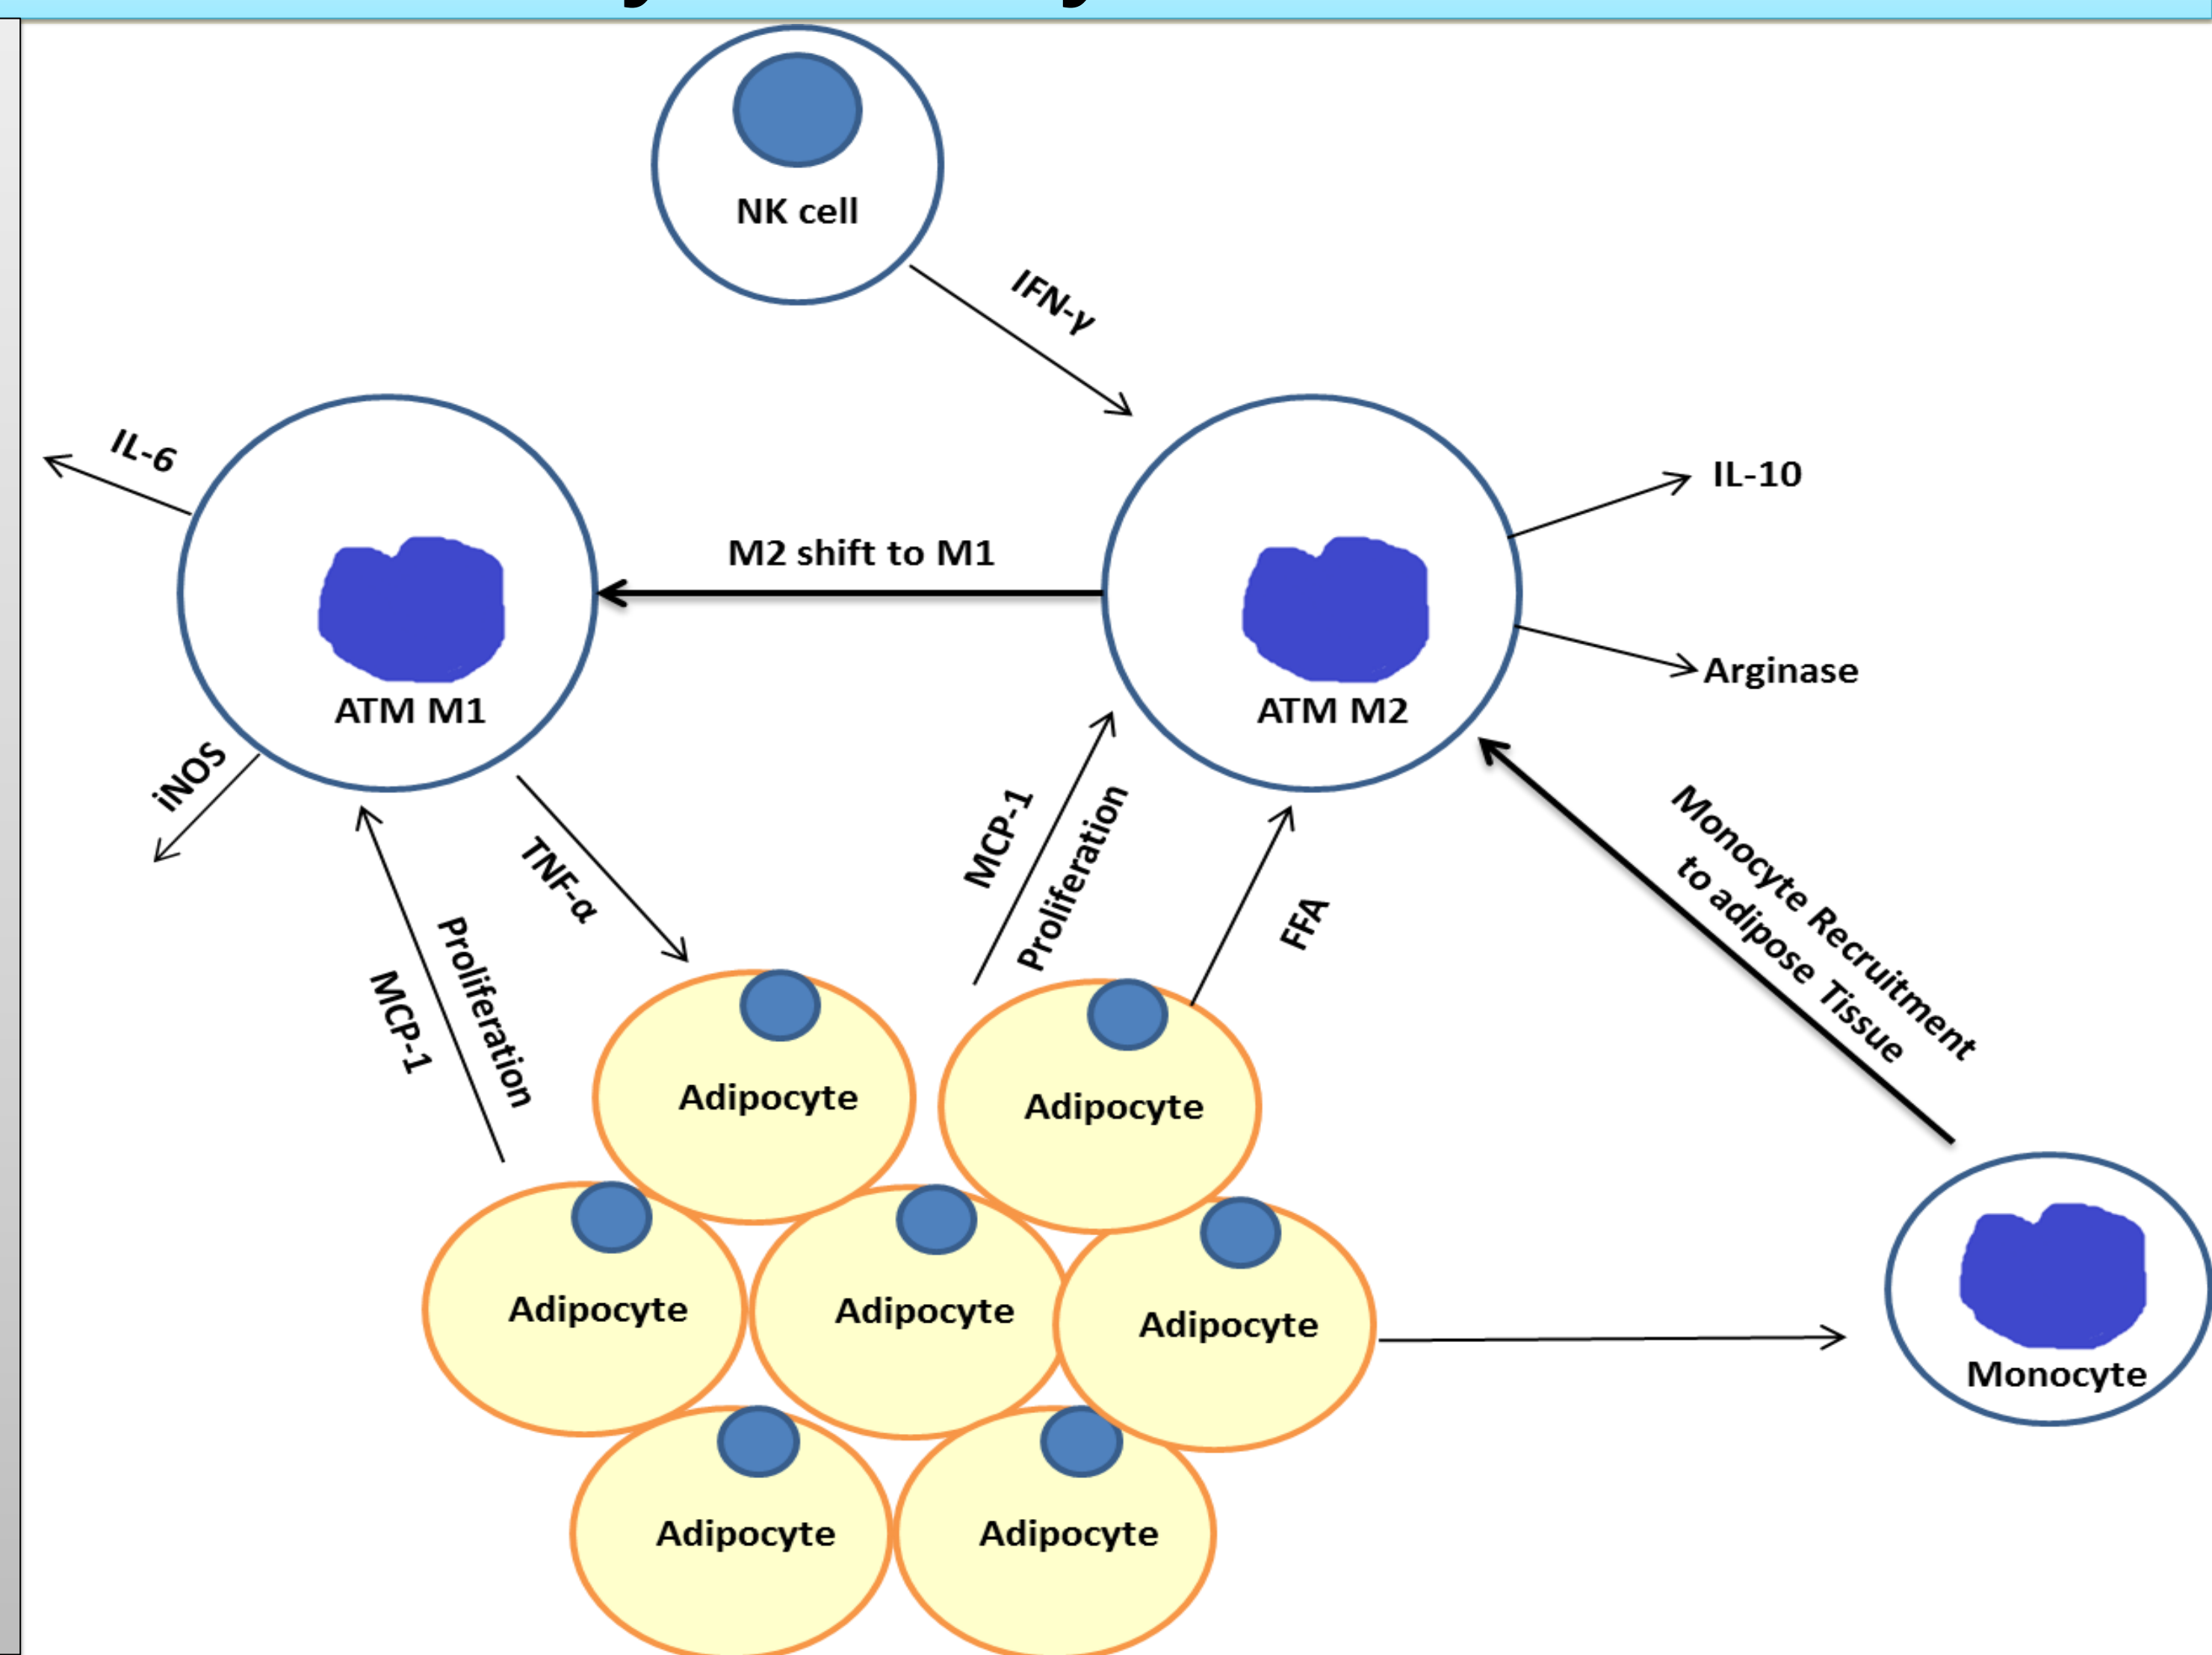 NK cell
IFN-γ
IL-6
IL-10
M2 shift to M1
Arginase
ATM M1
ATM M2
iNOS
TNF-α
MCP-1
Proliferation
FFA
Monocyte Recruitment
to adipose Tissue
Proliferation
MCP-1
Adipocyte
Adipocyte
Adipocyte
Adipocyte
Adipocyte
Monocyte
Adipocyte
Adipocyte